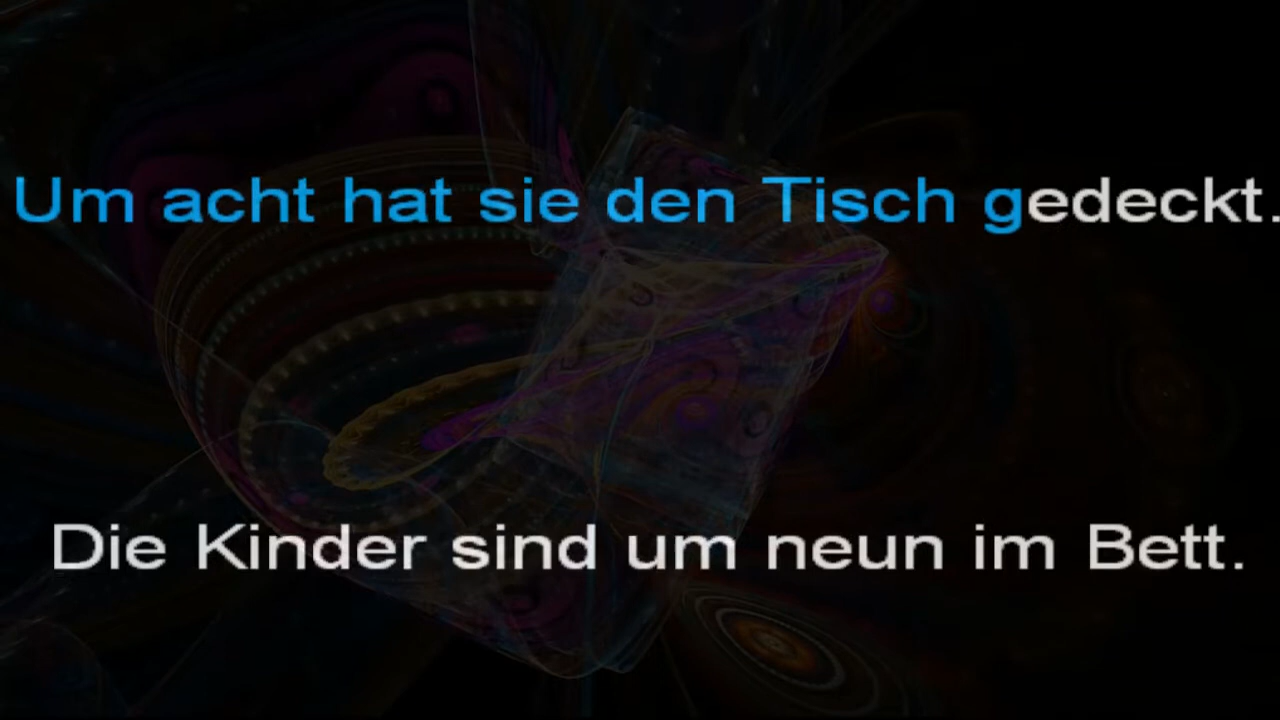 Um acht hat sie den Tisch gedeckt.
Die Kinder sind um neun im Bett.